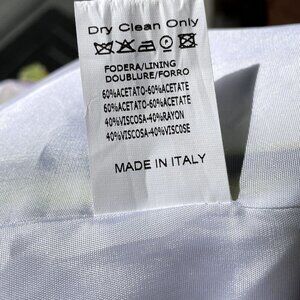 Dry Clean Only
FODERA/LINING
DOUBLURE/FORRO
60%ACETATO-60%ACETATE
60%ACETATO-60%ACETATE
40%VISCOSA-40%RAYON
40%VISCOSA-40%VISCOSE
MADE IN ITALY